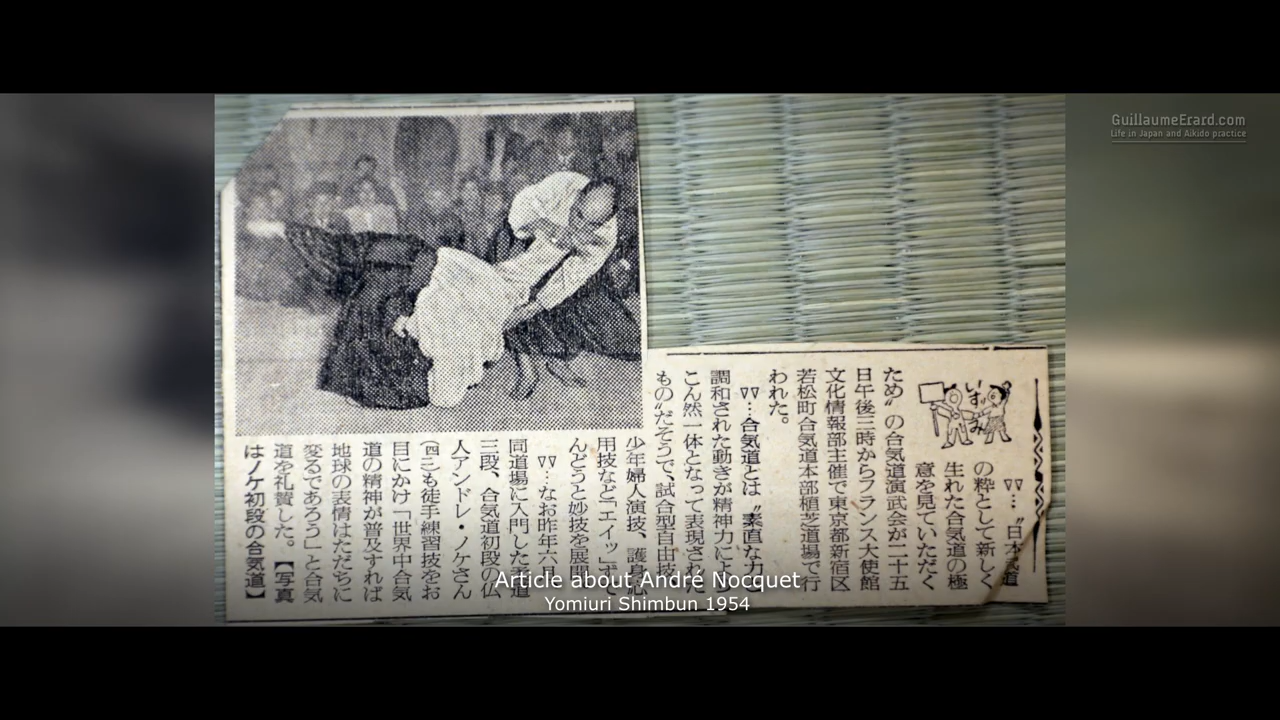 GuillaumeErard.com
Life in Japan and Aikido practice
いずみ
▽▽…〝日本武道
の粋として新しく
生れた合気道の極
意を見ていただく
ため〟の合気道演武会が二十五
日午後三時からフランス大使館
文化情報部主催で東京都新宿区
若松町合気道本部植芝道場で行
われた。
▽▽…合気道とは〝素直な力
調和された動きが精神力により
こん然一体となって表現された
もの〟だそうで、試合型自由技
少年婦人演技、護身
用技など「エイッ」
んどうと妙技を展開
▽▽…なお昨年六月
同道場に入門した柔道
三段、合気道初段の仏
人アンドレ・ノケさん
も徒手練習技をお
目にかけ「世界中合気
道の精神が普及すれば
地球の表情はただちに
変るであろう」と合気
道を礼賛した。【写真
はノケ初段の合気道】
Article about André Nocquet
Yomiuri Shimbun 1954